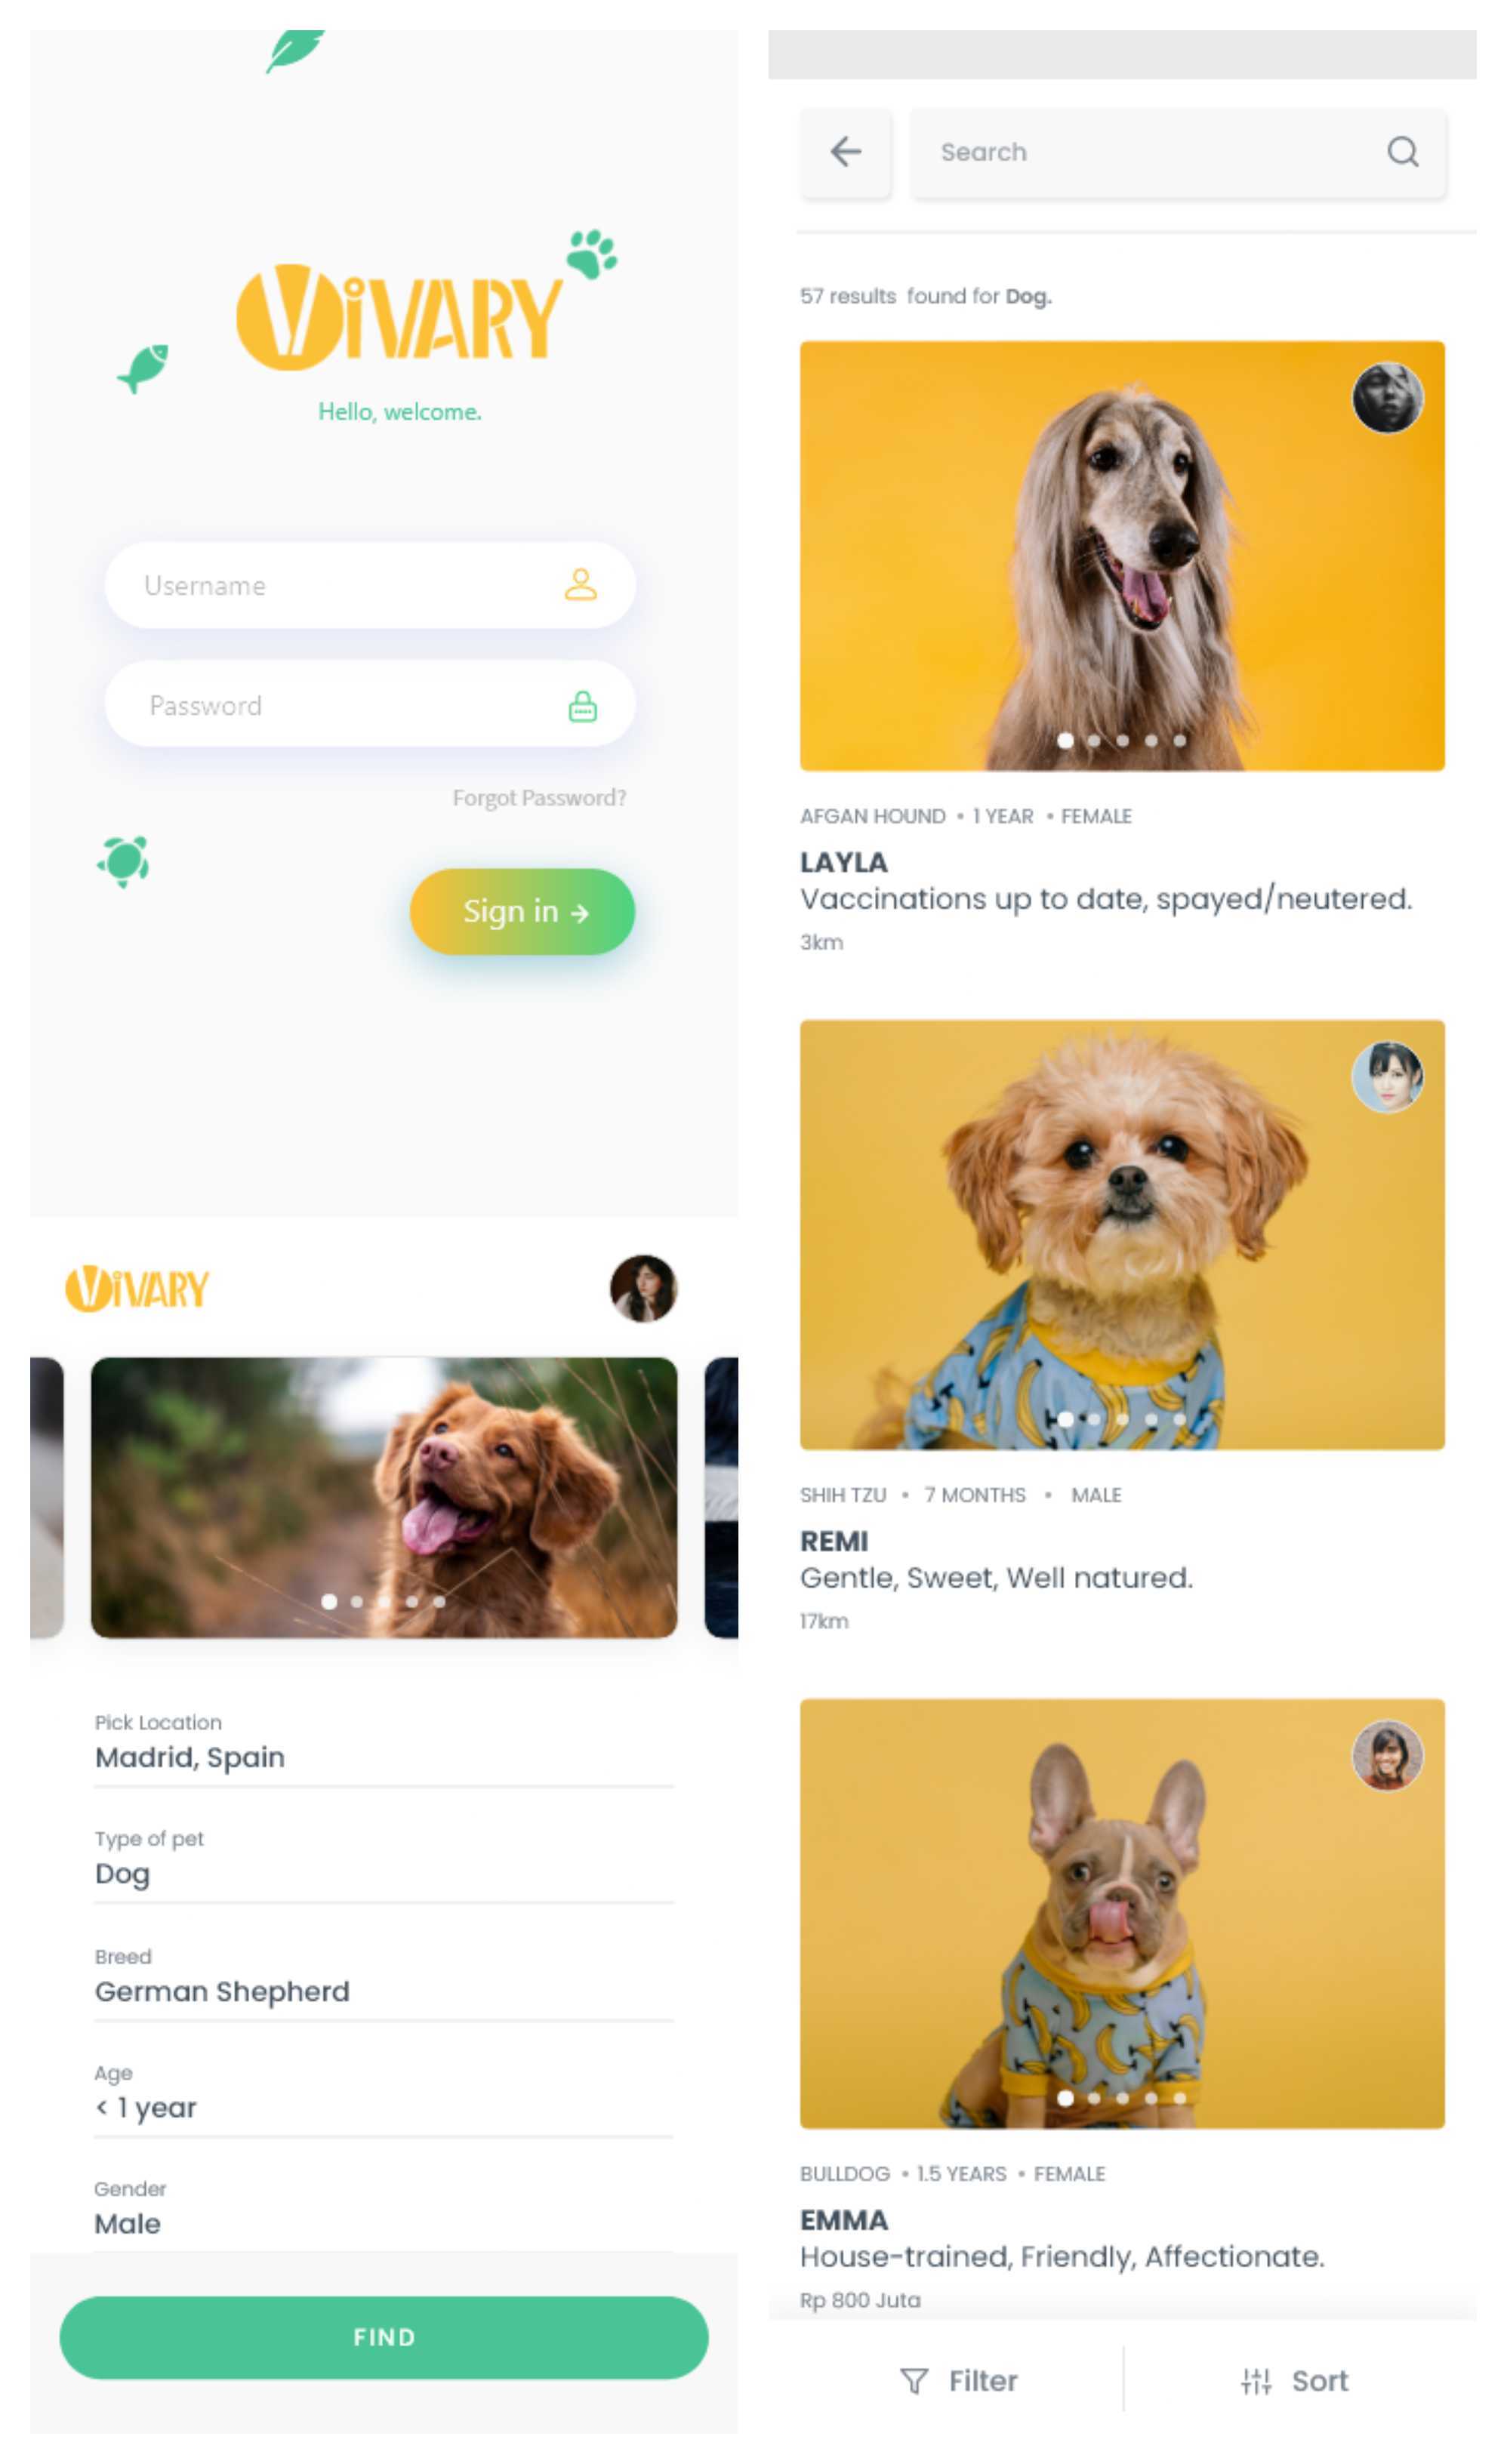 ViVARY
Hello, welcome.
Username
Password
Forgot Password?
Sign in
ViVARY
Pick Location
Madrid, Spain
Type of pet
Dog
Breed
German Shepherd
Age
< 1 year
Gender
Male
FIND
Search
57 results found for Dog.
AFGAN HOUND • 1 YEAR • FEMALE
LAYLA
Vaccinations up to date, spayed/neutered.
3km
SHIH TZU • 7 MONTHS • MALE
REMI
Gentle, Sweet, Well natured.
17km
BULLDOG • 1.5 YEARS • FEMALE
EMMA
House-trained, Friendly, Affectionate.
Rp 800 Juta
Filter
Sort